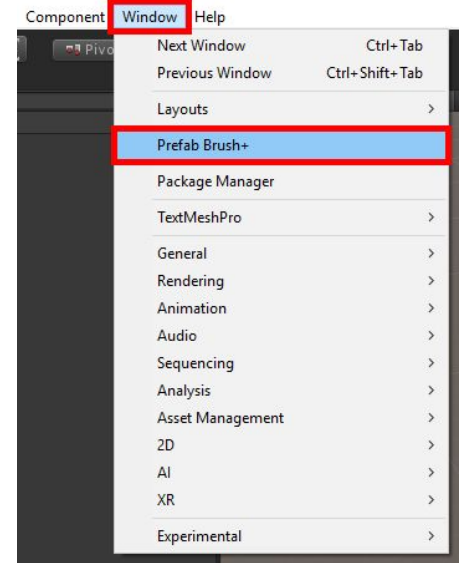 Component Window Help
Pivo
Next Window Ctrl+Tab
Previous Window Ctrl+Shift+Tab
Layouts >
Prefab Brush+
Package Manager
TextMeshPro >
General >
Rendering >
Animation >
Audio >
Sequencing >
Analysis >
Asset Management >
2D >
AI >
XR >
Experimental >